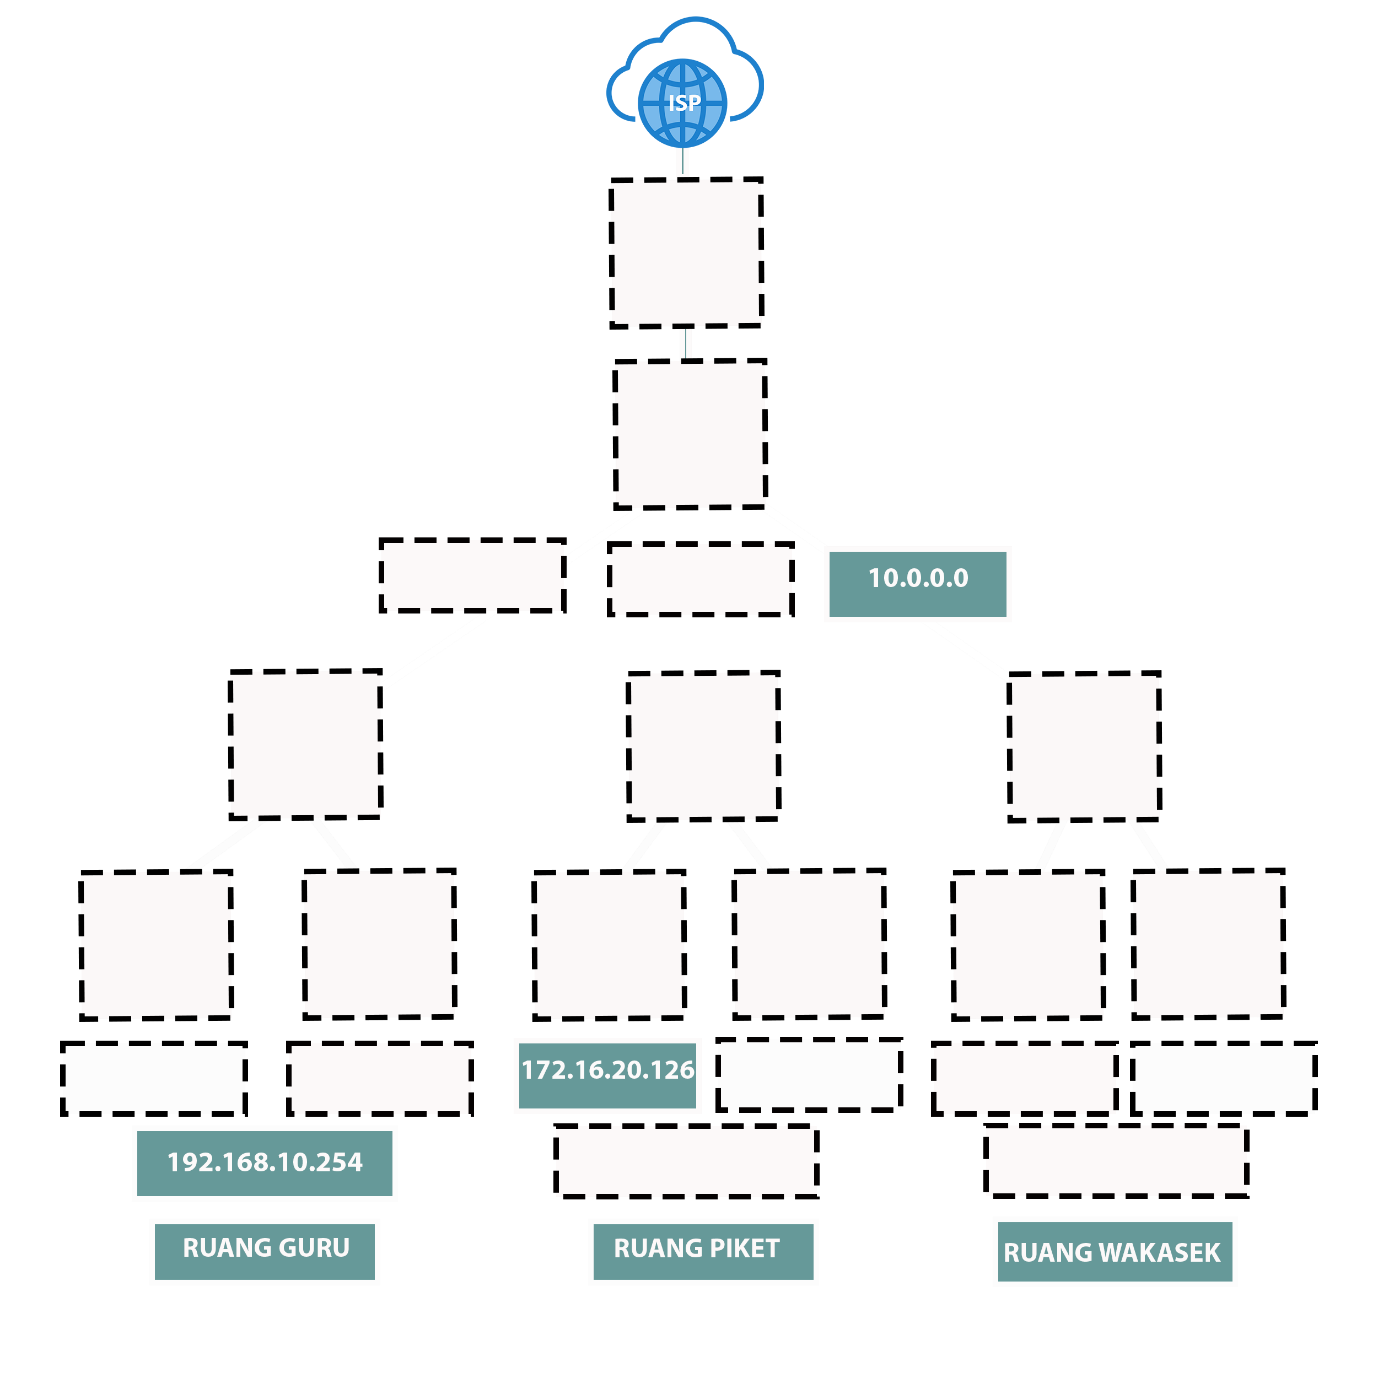 ISP
10.0.0.0
172.16.20.126
192.168.10.254
RUANG GURU
RUANG PIKET
RUANG WAKASEK